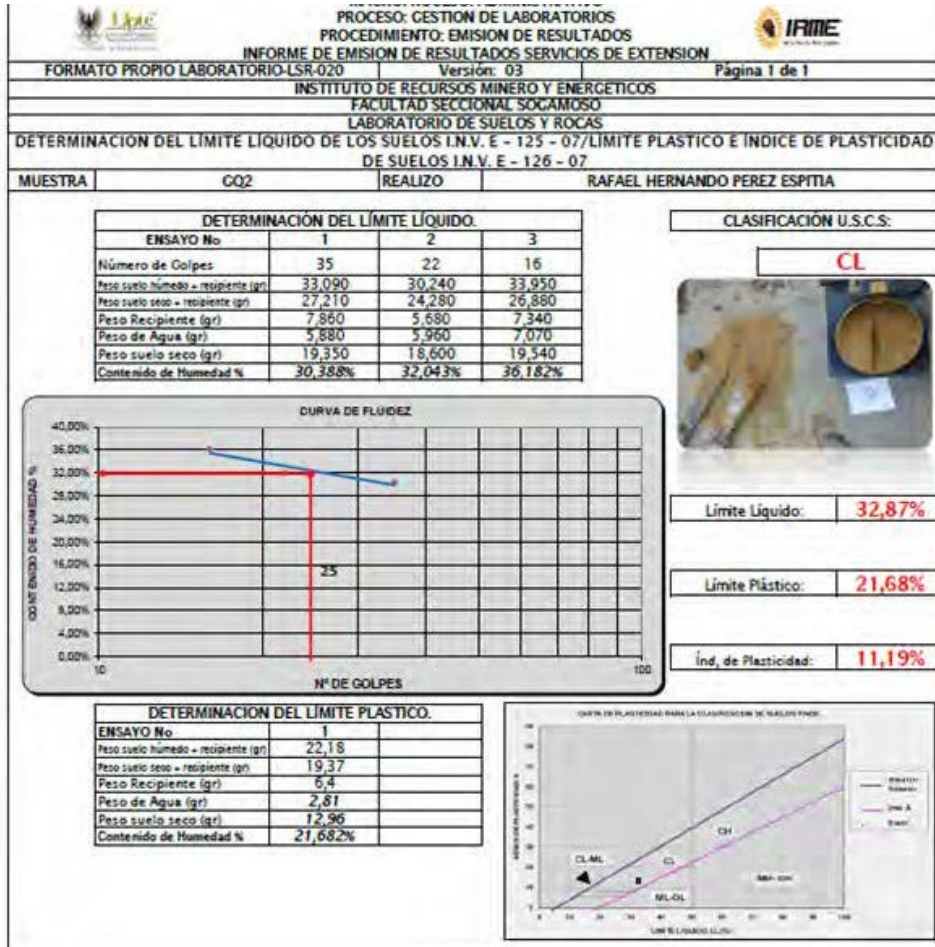 Uptc
IRME
PROCESO: GESTION DE LABORATORIOS
PROCEDIMIENTO: EMISION DE RESULTADOS
INFORME DE EMISION DE RESULTADOS SERVICIOS DE EXTENSION
FORMATO PROPIO LABORATORIO-LSR-020 Versión: 03 Página 1 de 1
INSTITUTO DE RECURSOS MINERO Y ENERGETICOS
FACULTAD SECCIONAL SOGAMOSO
LABORATORIO DE SUELOS Y ROCAS
DETERMINACION DEL LÍMITE LÍQUIDO DE LOS SUELOS I.N.V. E - 125 - 07/LÍMITE PLASTICO E ÍNDICE DE PLASTICIDAD
DE SUELOS I.N.V. E - 126 - 07
MUESTRA GQ2 REALIZO RAFAEL HERNANDO PEREZ ESPITIA
DETERMINACIÓN DEL LÍMITE LÍQUIDO.
ENSAYO No 1 2 3
Número de Golpes 35 22 16
Peso suelo húmedo + recipiente (gr) 33,090 30,240 33,950
Peso suelo seco + recipiente (gr) 27,210 24,280 26,880
Peso Recipiente (gr) 7,860 5,680 7,340
Peso de Agua (gr) 5,880 5,960 7,070
Peso suelo seco (gr) 19,350 18,600 19,540
Contenido de Humedad % 30,388% 32,043% 36,182%
CLASIFICACIÓN U.S.C.S:
CL
CURVA DE FLUIDEZ
CONTENIDO DE HUMEDAD %
40,00%
36,00%
32,00%
28,00%
24,00%
20,00%
16,00%
12,00%
8,00%
4,00%
0,00%
25
10 100
Nº DE GOLPES
Límite Líquido: 32,87%
Límite Plástico: 21,68%
Índ, de Plasticidad: 11,19%
DETERMINACION DEL LÍMITE PLASTICO.
ENSAYO No 1
Peso suelo húmedo + recipiente (gr) 22,18
Peso suelo seco + recipiente (gr) 19,37
Peso Recipiente (gr) 6,4
Peso de Agua (gr) 2,81
Peso suelo seco (gr) 12,96
Contenido de Humedad % 21,682%
CARTA DE PLASTICIDAD PARA LA CLASIFICACION DE SUELOS FINOS
CH
CL-ML
CL
ML-OL